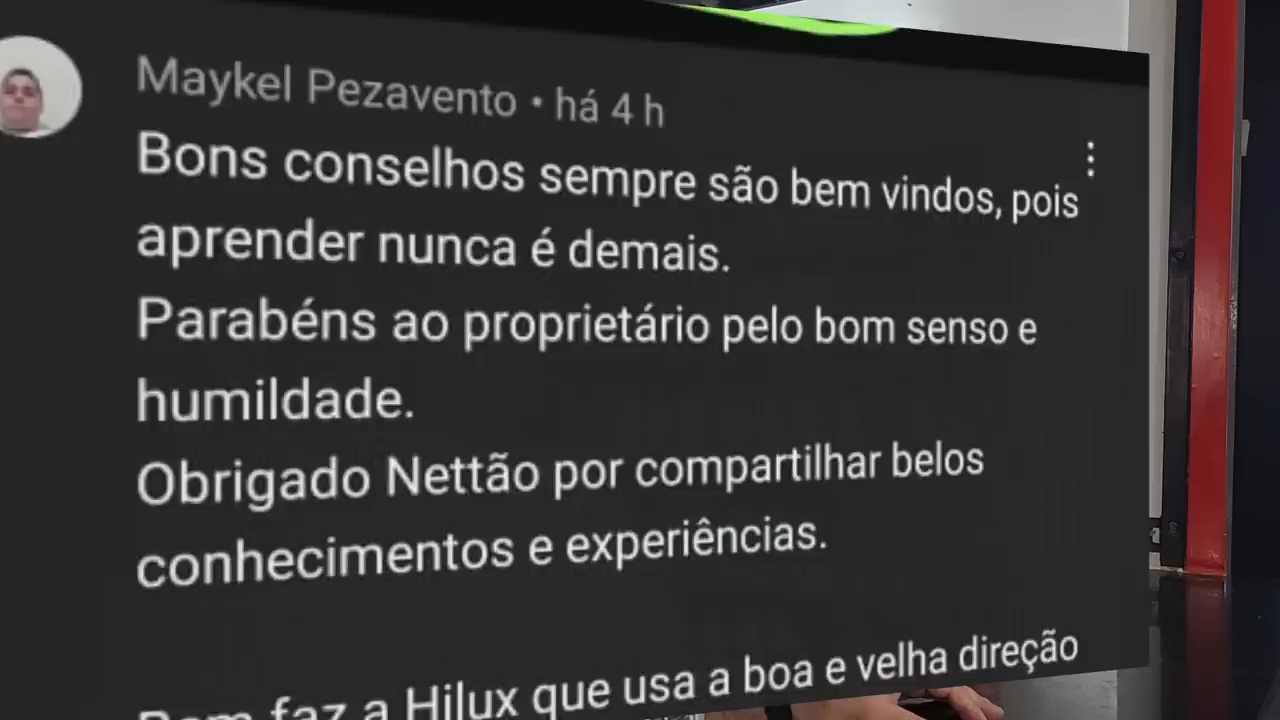 Maykel Pezavento • há 4 h
Bons conselhos sempre são bem vindos, pois
aprender nunca é demais.
Parabéns ao proprietário pelo bom senso e
humildade.
Obrigado Nettão por compartilhar belos
conhecimentos e experiências.
Bem faz a Hilux que usa a boa e velha direção